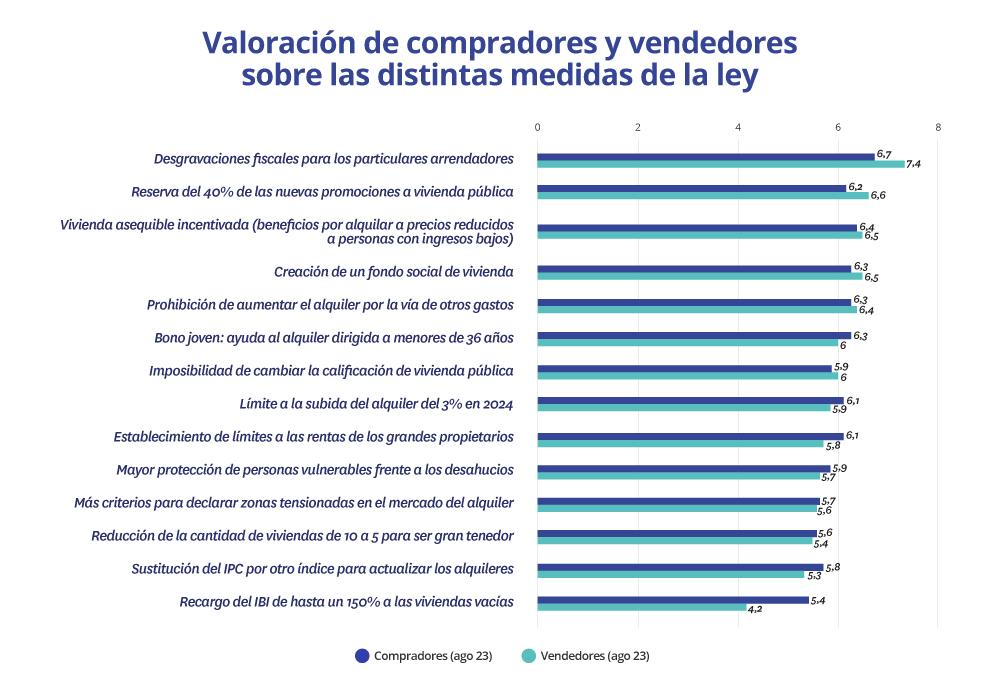 Valoración de compradores y vendedores
sobre las distintas medidas de la ley
0 2 4 6 8
Desgravaciones fiscales para los particulares arrendadores 6,7
7,4
Reserva del 40% de las nuevas promociones a vivienda pública 6,2
6,6
Vivienda asequible incentivada (beneficios por alquilar a precios reducidos 6,4
a personas con ingresos bajos) 6,5
Creación de un fondo social de vivienda 6,3
6,5
Prohibición de aumentar el alquiler por la vía de otros gastos 6,3
6,4
Bono joven: ayuda al alquiler dirigida a menores de 36 años 6,3
6
Imposibilidad de cambiar la calificación de vivienda pública 5,9
6
Límite a la subida del alquiler del 3% en 2024 6,1
5,9
Establecimiento de límites a las rentas de los grandes propietarios 6,1
5,8
Mayor protección de personas vulnerables frente a los desahucios 5,9
5,7
Más criterios para declarar zonas tensionadas en el mercado del alquiler 5,7
5,6
Reducción de la cantidad de viviendas de 10 a 5 para ser gran tenedor 5,6
5,4
Sustitución del IPC por otro índice para actualizar los alquileres 5,8
5,3
Recargo del IBI de hasta un 150% a las viviendas vacías 5,4
4,2
Compradores (ago 23) Vendedores (ago 23)